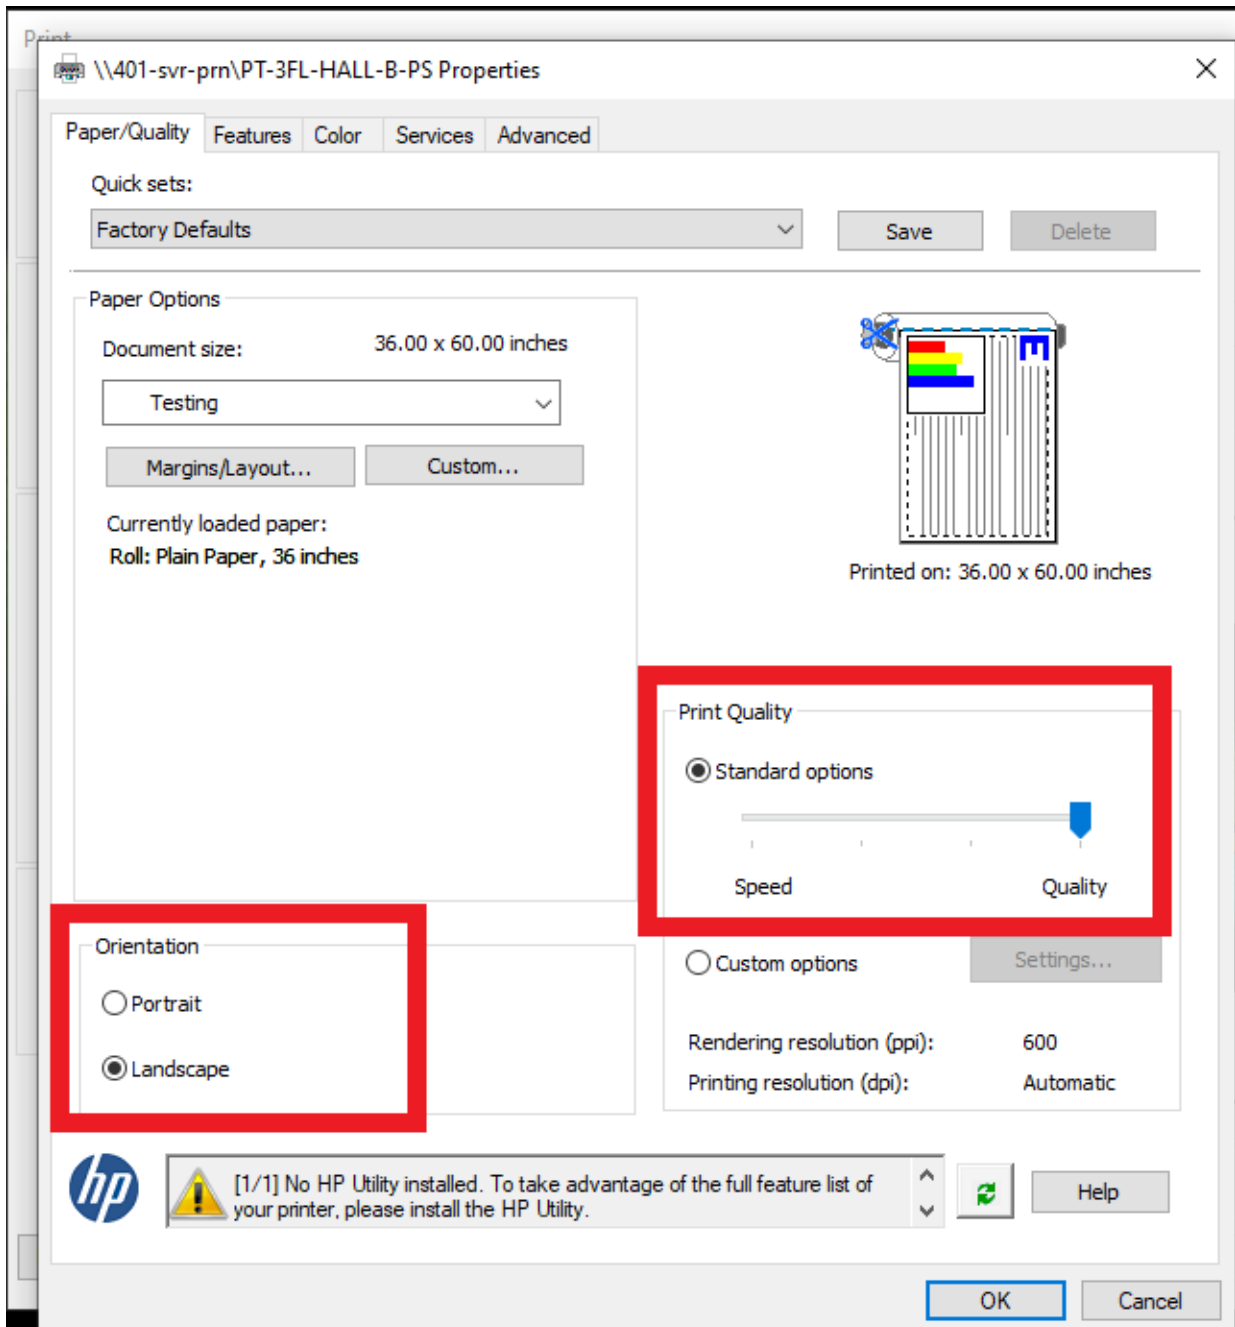 Print
\\401-svr-prn\PT-3FL-HALL-B-PS Properties
Paper/Quality Features Color Services Advanced
Quick sets:
Factory Defaults Save Delete
Paper Options
Document size: 36.00 x 60.00 inches
Testing
Margins/Layout... Custom...
Currently loaded paper:
Roll: Plain Paper, 36 inches
E
Printed on: 36.00 x 60.00 inches
Print Quality
Standard options
Speed Quality
Orientation
Portrait
Landscape
Custom options Settings...
Rendering resolution (ppi): 600
Printing resolution (dpi): Automatic
hp
[1/1] No HP Utility installed. To take advantage of the full feature list of
your printer, please install the HP Utility.
Help
OK Cancel